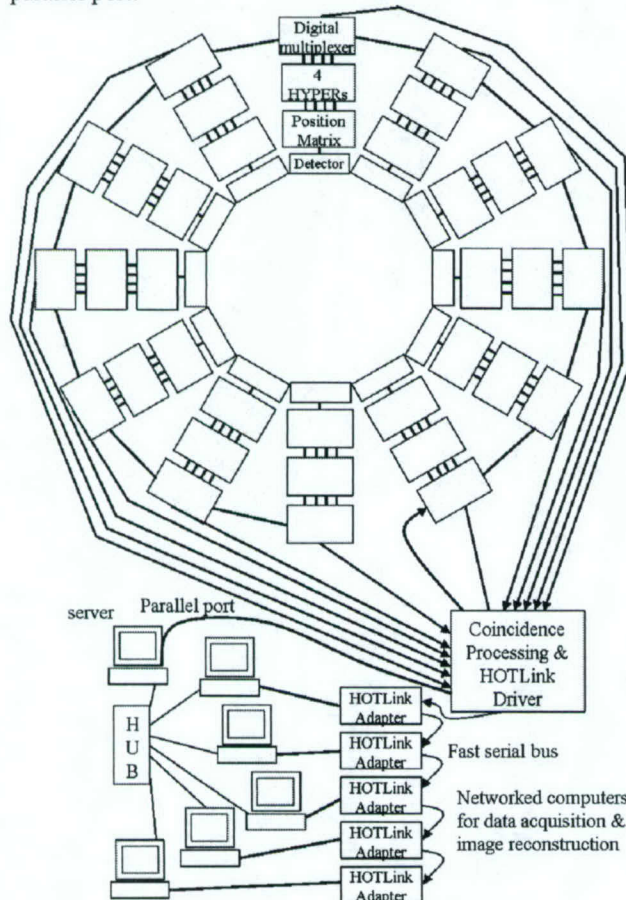 Digital
multiplexer
4
HYPERs
Position
Matrix
Detector
server
Parallel port
Coincidence
Processing &
HOTLink
Driver
H
U
B
HOTLink
Adapter
HOTLink
Adapter
Fast serial bus
HOTLink
Adapter
Networked computers
for data acquisition &
image reconstruction
HOTLink
Adapter
HOTLink
Adapter